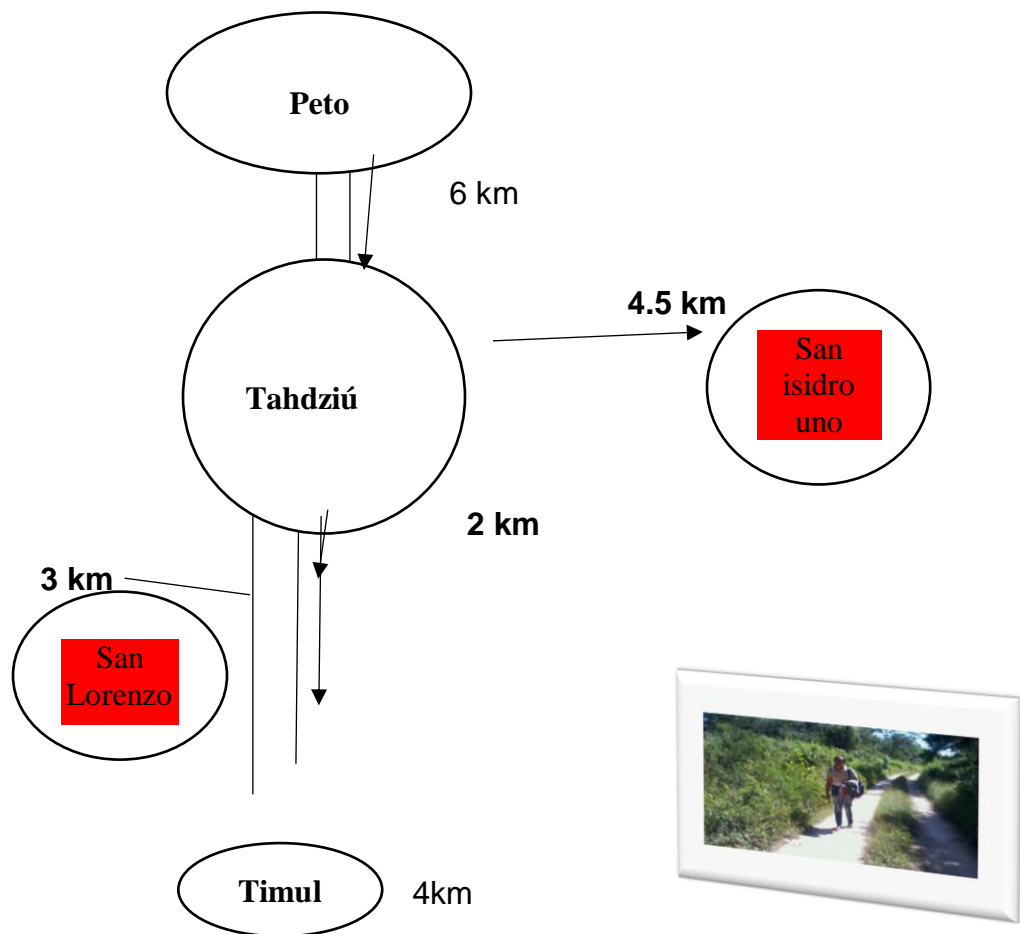 Peto
6 km
4.5 km
San
isidro
uno
Tahdziú
2 km
3 km
San
Lorenzo
Timul
4km